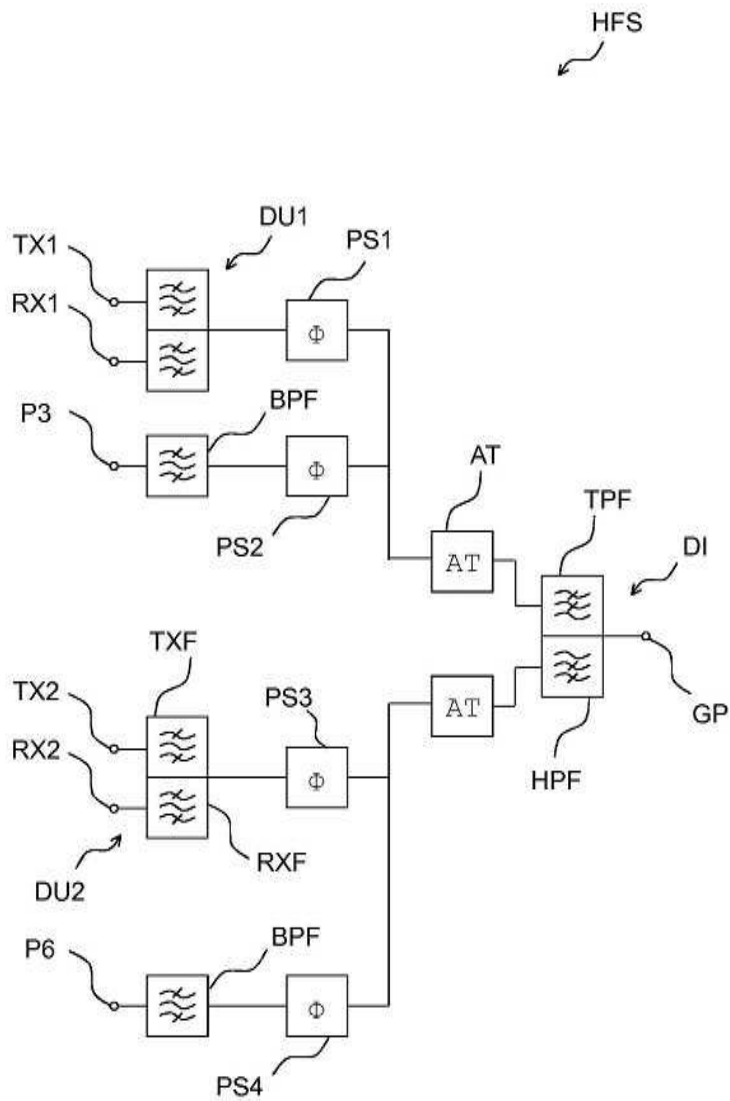 HFS
DU1
PS1
TX1
RX1
Φ
P3
BPF
Φ
AT
TPF
PS2
AT
DI
TXF
TX2
PS3
AT
GP
RX2
Φ
HPF
RXF
DU2
P6
BPF
Φ
PS4